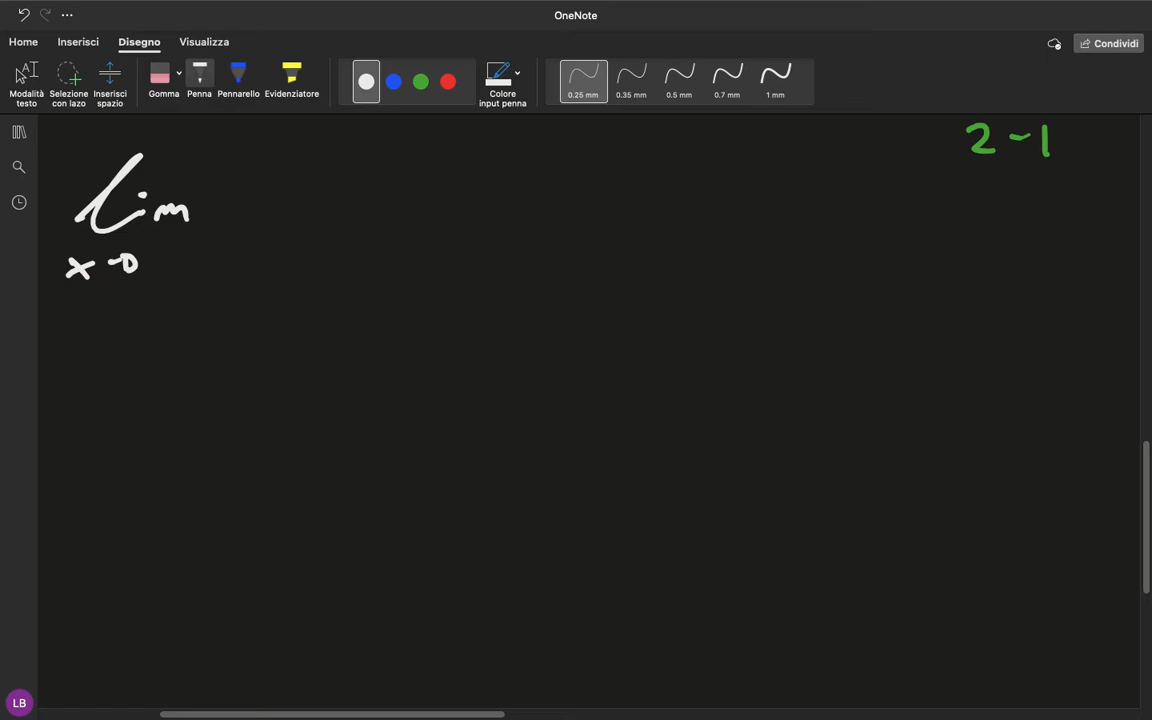 OneNote
Home Inserisci Disegno Visualizza
Condividi
Modalità testo
Selezione con lazo
Inserisci spazio
Gomma
Penna
Pennarello
Evidenziatore
Colore input penna
0.25 mm
0.35 mm
0.5 mm
0.7 mm
1 mm
2 - 1
lim
x → 0
LB